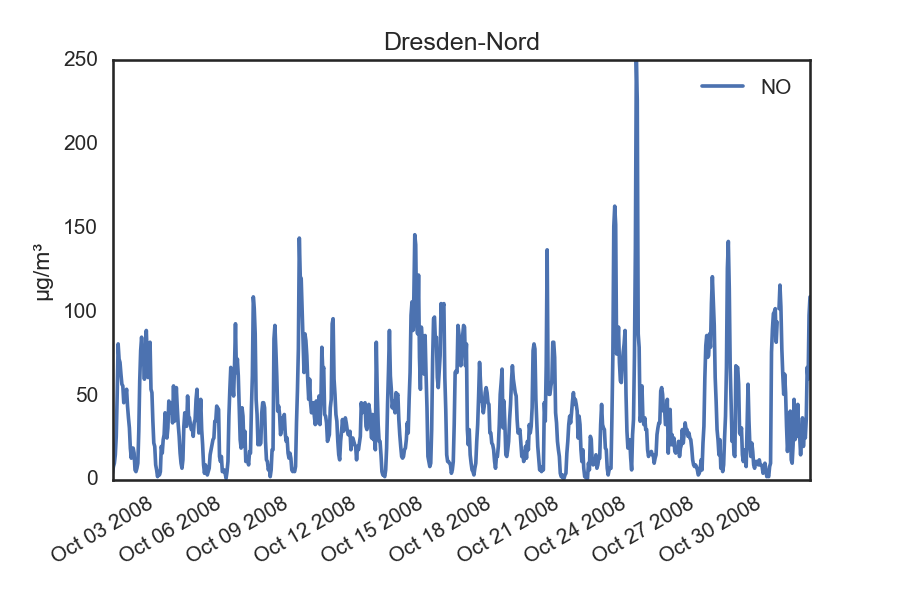 Dresden-Nord
250
200
150
100
50
0
µg/m³
NO
Oct 03 2008
Oct 06 2008
Oct 09 2008
Oct 12 2008
Oct 15 2008
Oct 18 2008
Oct 21 2008
Oct 24 2008
Oct 27 2008
Oct 30 2008